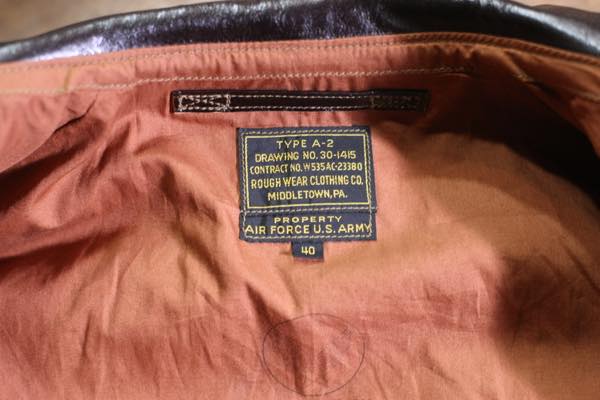 TYPE A-2
DRAWING NO. 30-1415
CONTRACT NO. W535AC-23380
ROUGH WEAR CLOTHING CO.
MIDDLETOWN, PA.
PROPERTY
AIR FORCE U.S. ARMY
40